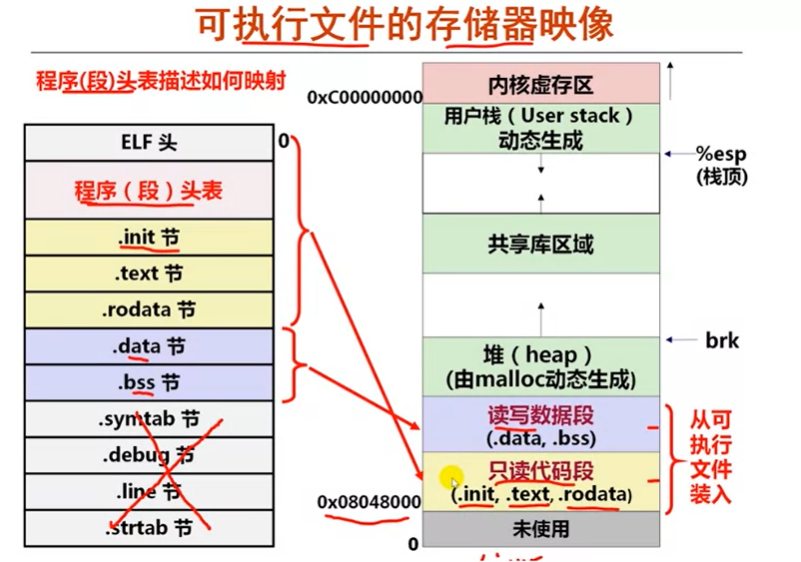 可执行文件的存储器映像
程序(段)头表描述如何映射
ELF 头
0
程序（段）头表
.init 节
.text 节
.rodata 节
.data 节
.bss 节
.symtab 节
.debug 节
.line 节
.strtab 节
0xC00000000
内核虚存区
用户栈（User stack）
动态生成
%esp
(栈顶)
共享库区域
brk
堆（heap）
(由malloc动态生成)
读写数据段
(.data, .bss)
只读代码段
(.init, .text, .rodata)
0x08048000
未使用
0
从可
执行
文件
装入